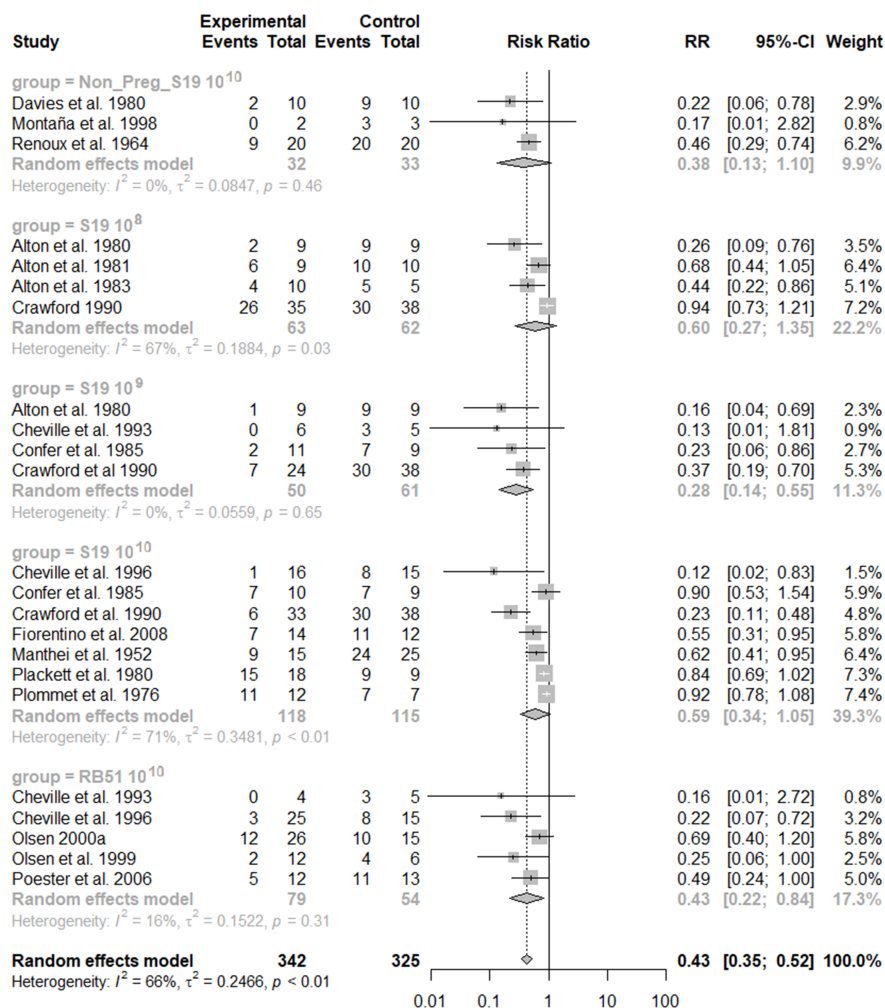 Experimental Control
Study Events Total Events Total Risk Ratio RR 95%-CI Weight
group = Non_Preg_S19 10^10
Davies et al. 1980 2 10 9 10 0.22 [0.06; 0.78] 2.9%
Montaña et al. 1998 0 2 3 3 0.17 [0.01; 2.82] 0.8%
Renoux et al. 1964 9 20 20 20 0.46 [0.29; 0.74] 6.2%
Random effects model 32 33 0.38 [0.13; 1.10] 9.9%
Heterogeneity: I² = 0%, τ² = 0.0847, p = 0.46
group = S19 10^8
Alton et al. 1980 2 9 9 9 0.26 [0.09; 0.76] 3.5%
Alton et al. 1981 6 9 10 10 0.68 [0.44; 1.05] 6.4%
Alton et al. 1983 4 10 5 5 0.44 [0.22; 0.86] 5.1%
Crawford 1990 26 35 30 38 0.94 [0.73; 1.21] 7.2%
Random effects model 63 62 0.60 [0.27; 1.35] 22.2%
Heterogeneity: I² = 67%, τ² = 0.1884, p = 0.03
group = S19 10^9
Alton et al. 1980 1 9 9 9 0.16 [0.04; 0.69] 2.3%
Cheville et al. 1993 0 6 3 5 0.13 [0.01; 1.81] 0.9%
Confer et al. 1985 2 11 7 9 0.23 [0.06; 0.86] 2.7%
Crawford et al 1990 7 24 30 38 0.37 [0.19; 0.70] 5.3%
Random effects model 50 61 0.28 [0.14; 0.55] 11.3%
Heterogeneity: I² = 0%, τ² = 0.0559, p = 0.65
group = S19 10^10
Cheville et al. 1996 1 16 8 15 0.12 [0.02; 0.83] 1.5%
Confer et al. 1985 7 10 7 9 0.90 [0.53; 1.54] 5.9%
Crawford et al. 1990 6 33 30 38 0.23 [0.11; 0.48] 4.8%
Fiorentino et al. 2008 7 14 11 12 0.55 [0.31; 0.95] 5.8%
Manthei et al. 1952 9 15 24 25 0.62 [0.41; 0.95] 6.4%
Plackett et al. 1980 15 18 9 9 0.84 [0.69; 1.02] 7.3%
Plommet et al. 1976 11 12 7 7 0.92 [0.78; 1.08] 7.4%
Random effects model 118 115 0.59 [0.34; 1.05] 39.3%
Heterogeneity: I² = 71%, τ² = 0.3481, p < 0.01
group = RB51 10^10
Cheville et al. 1993 0 4 3 5 0.16 [0.01; 2.72] 0.8%
Cheville et al. 1996 3 25 8 15 0.22 [0.07; 0.72] 3.2%
Olsen 2000a 12 26 10 15 0.69 [0.40; 1.20] 5.8%
Olsen et al. 1999 2 12 4 6 0.25 [0.06; 1.00] 2.5%
Poester et al. 2006 5 12 11 13 0.49 [0.24; 1.00] 5.0%
Random effects model 79 54 0.43 [0.22; 0.84] 17.3%
Heterogeneity: I² = 16%, τ² = 0.1522, p = 0.31
Random effects model 342 325 0.43 [0.35; 0.52] 100.0%
Heterogeneity: I² = 66%, τ² = 0.2466, p < 0.01
0.01 0.1 1 10 100